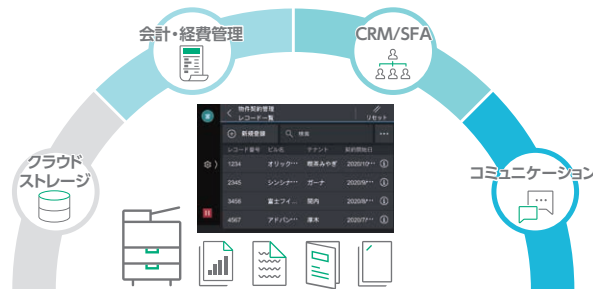 会計・経費管理
CRM/SFA
クラウド
ストレージ
コミュニケーション
物件契約管理
レコード一覧
リセット
新規登録
検索
レコード番号 ビル名 テナント 契約開始日
1234 オリック… 喫茶みやぎ 2020/10…
2345 シンシナ… ガーナ 2020/9/…
3456 富士フイ… 関内 2020/8/…
4567 アドバン… 厚木 2020/7/…